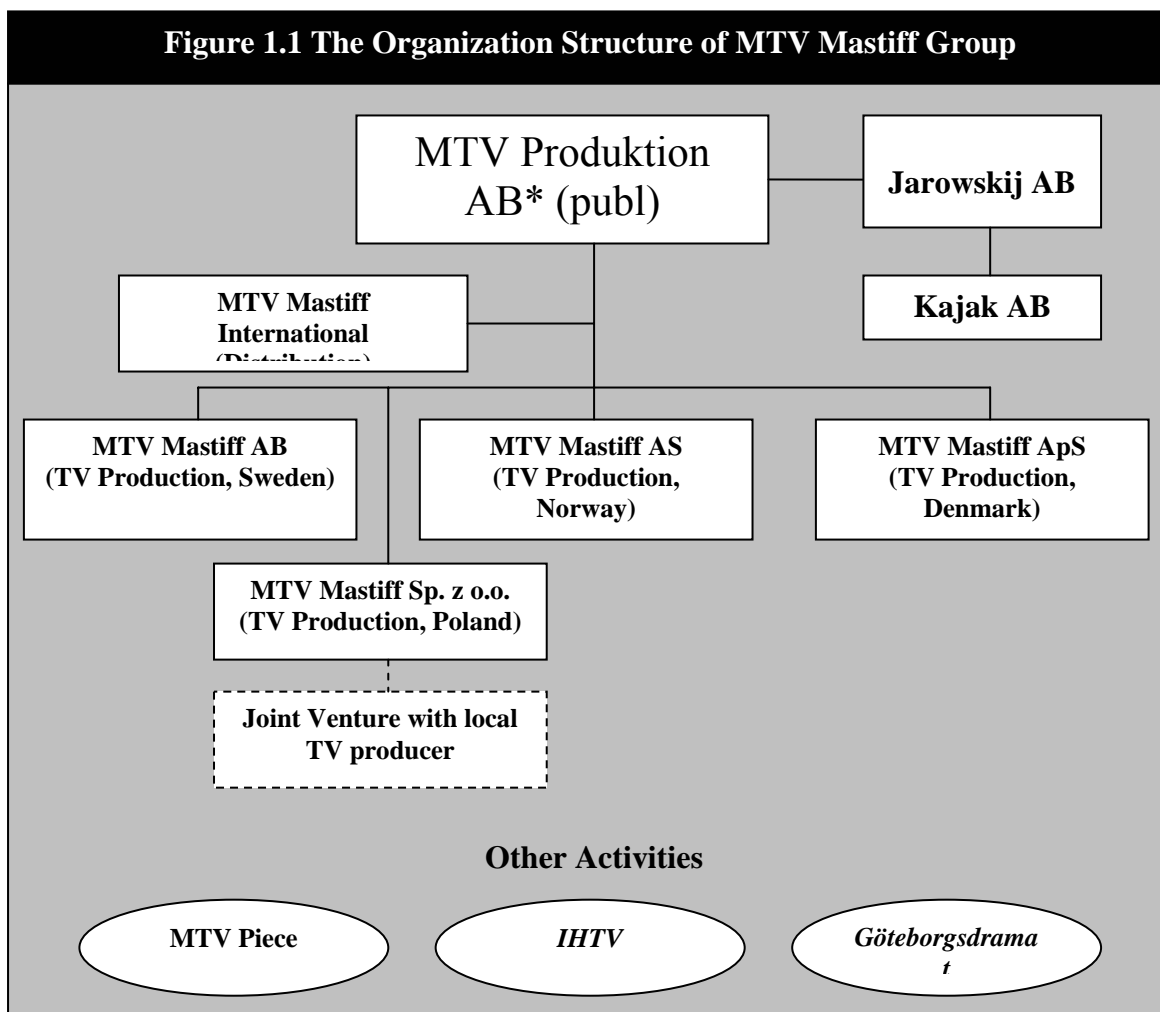 Figure 1.1 The Organization Structure of MTV Mastiff Group
MTV Produktion
AB* (publ)
Jarowskij AB
Kajak AB
MTV Mastiff
International
(Distribution)
MTV Mastiff AB
(TV Production, Sweden)
MTV Mastiff AS
(TV Production,
Norway)
MTV Mastiff ApS
(TV Production,
Denmark)
MTV Mastiff Sp. z o.o.
(TV Production, Poland)
Joint Venture with local
TV producer
Other Activities
MTV Piece
IHTV
Göteborgsdrama
t